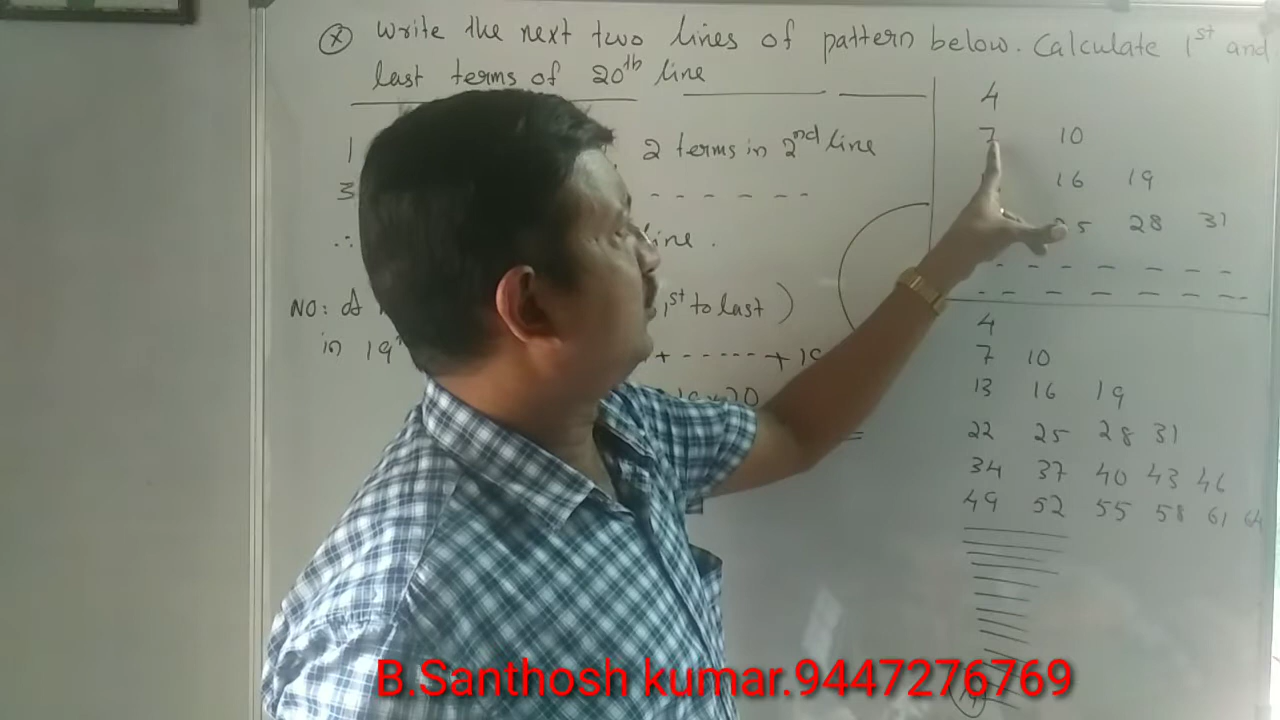 (x) Write the next two lines of pattern below. Calculate 1st and
last terms of 20th line
1 2 terms in 2nd line
3 - - - - - - -
∴ line.
NO: of 1st to last )
in 19 + - - - - - + 19
19 x 20
=
4
7 10
16 19
25 28 31
- - - - - - -
- - - - - - -
4
7 10
13 16 19
22 25 28 31
34 37 40 43 46
49 52 55 58 61 64
B.Santhosh kumar.9447276769